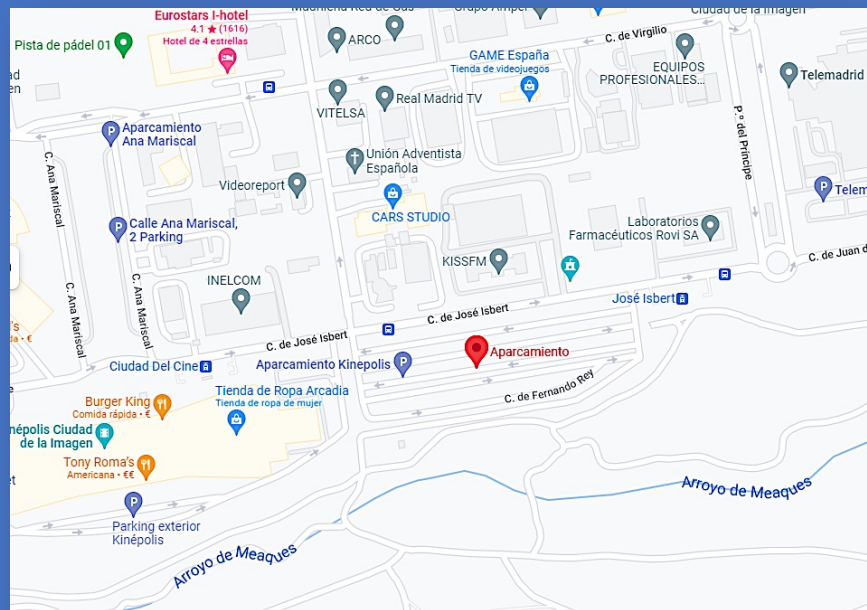 Eurostars I-hotel
4.1 ★ (1616)
Hotel de 4 estrellas
Ciudad de la Imagen
Pista de pádel 01
ARCO
C. de Virgilio
GAME España
Tienda de videojuegos
EQUIPOS
PROFESIONALES...
Telemadrid
VITELSA
Real Madrid TV
Aparcamiento
Ana Mariscal
P.º del Príncipe
C. Ana Mariscal
Unión Adventista
Española
Videoreport
CARS STUDIO
Calle Ana Mariscal,
2 Parking
Laboratorios
Farmacéuticos Rovi SA
KISSFM
C. de Juan d
INELCOM
C. Ana Mariscal
C. Ana Mariscal
José Isbert
C. de José Isbert
C. de José Isbert
Ciudad Del Cine
Aparcamiento Kinepolis
Aparcamiento
C. de Fernando Rey
Tienda de Ropa Arcadia
Tienda de ropa de mujer
Burger King
Comida rápida • €
népolis Ciudad
de la Imagen
Tony Roma's
Americana • €€
Arroyo de Meaques
Parking exterior
Kinépolis
Arroyo de Meaques